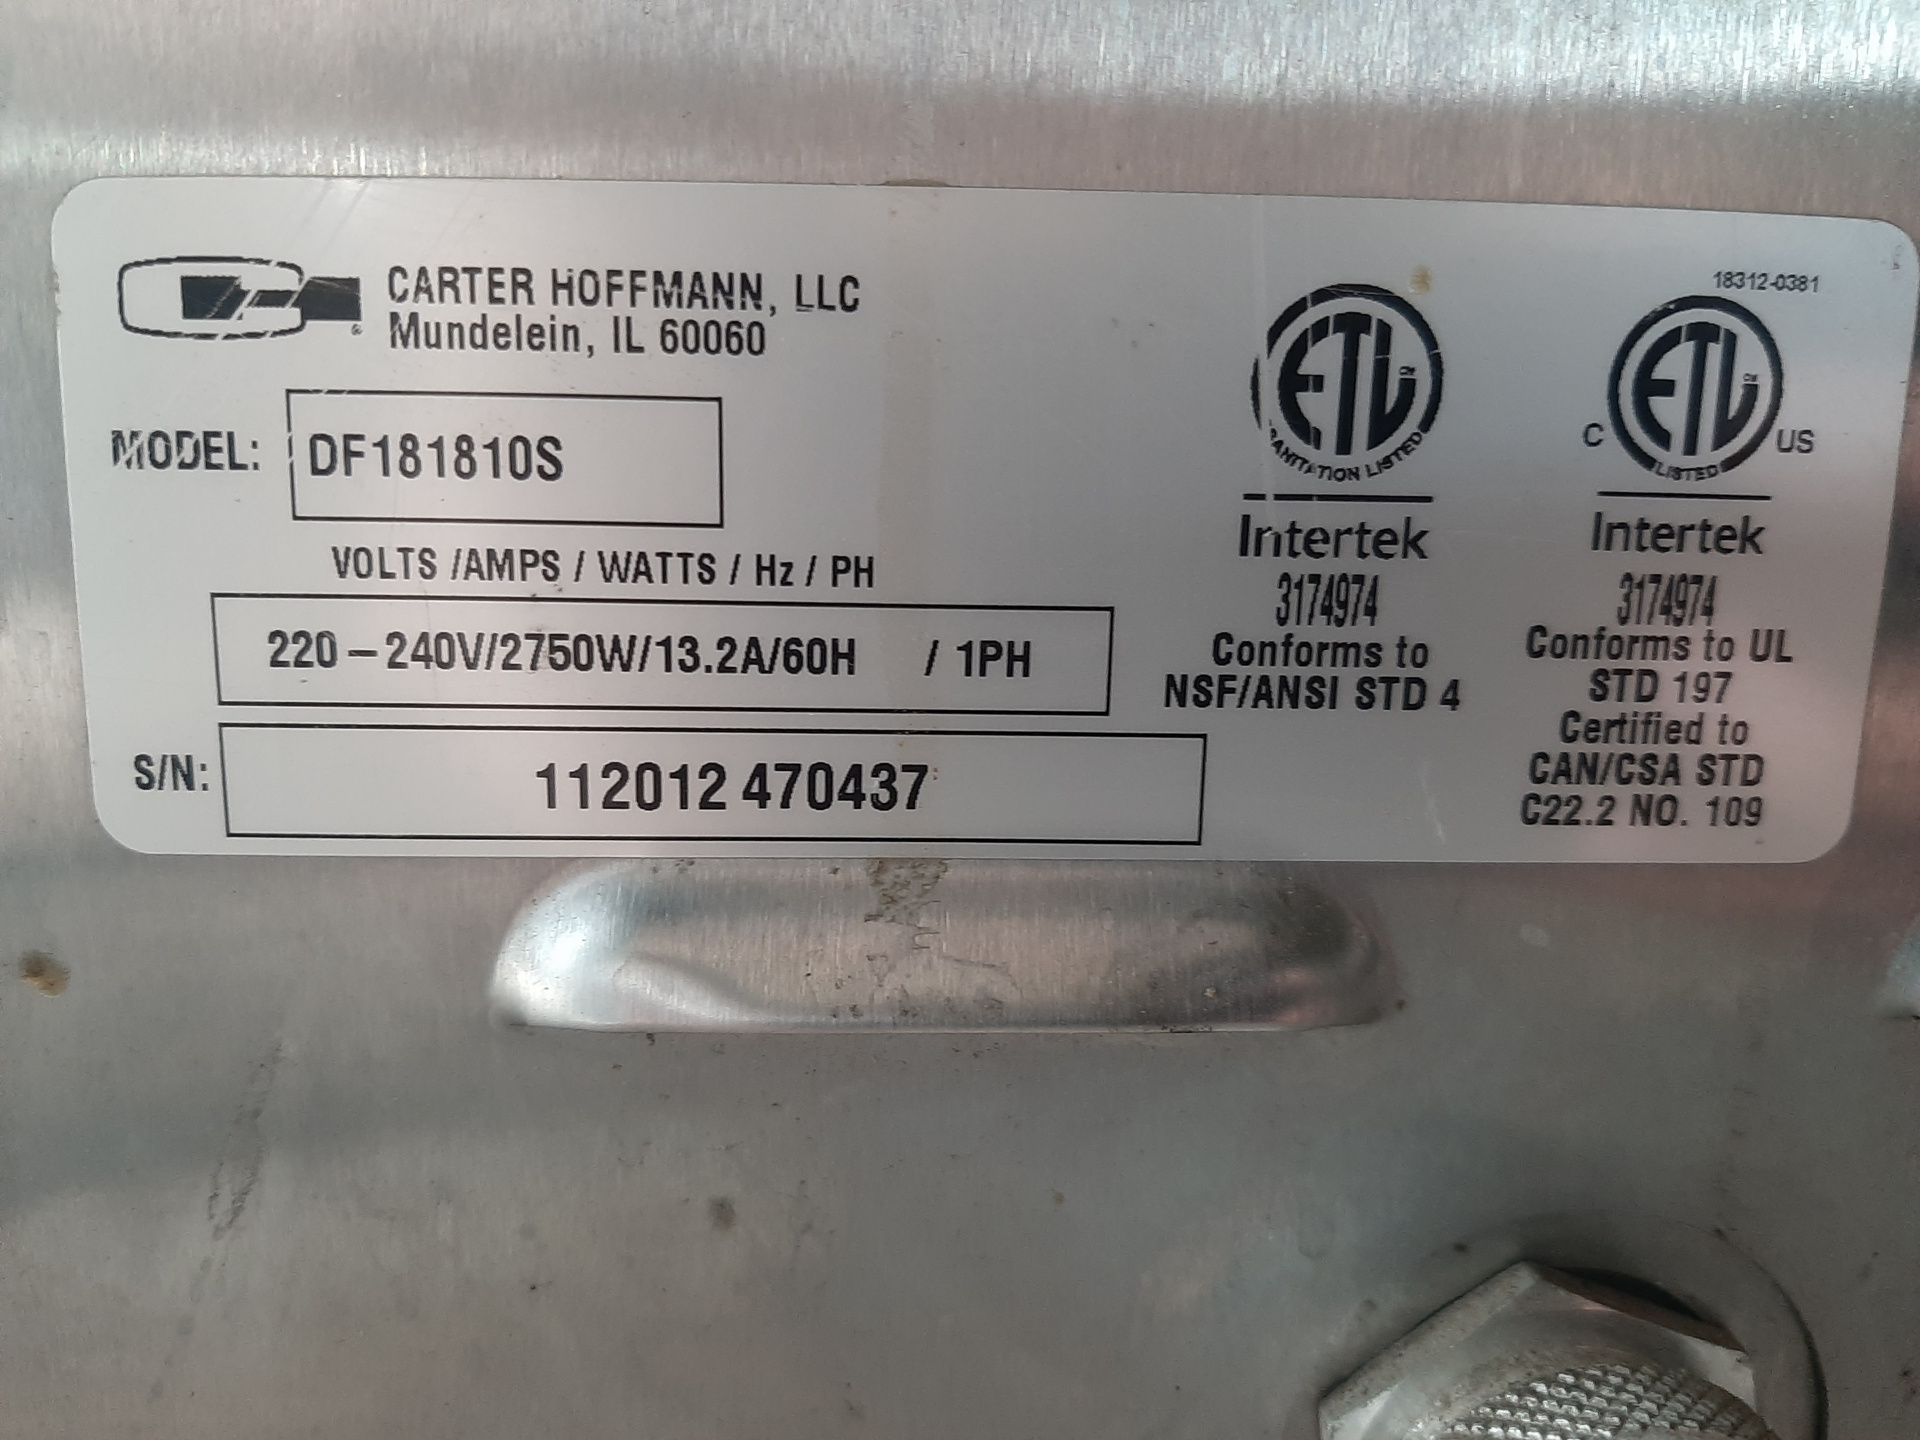 CARTER HOFFMANN, LLC
Mundelein, IL 60060
MODEL: DF181810S
VOLTS /AMPS / WATTS / Hz / PH
220-240V/2750W/13.2A/60H / 1PH
S/N: 112012 470437
ETL CM
SANITATION LISTED
Intertek
3174974
Conforms to
NSF/ANSI STD 4
18312-0381
C ETL CM US
LISTED
Intertek
3174974
Conforms to UL
STD 197
Certified to
CAN/CSA STD
C22.2 NO. 109